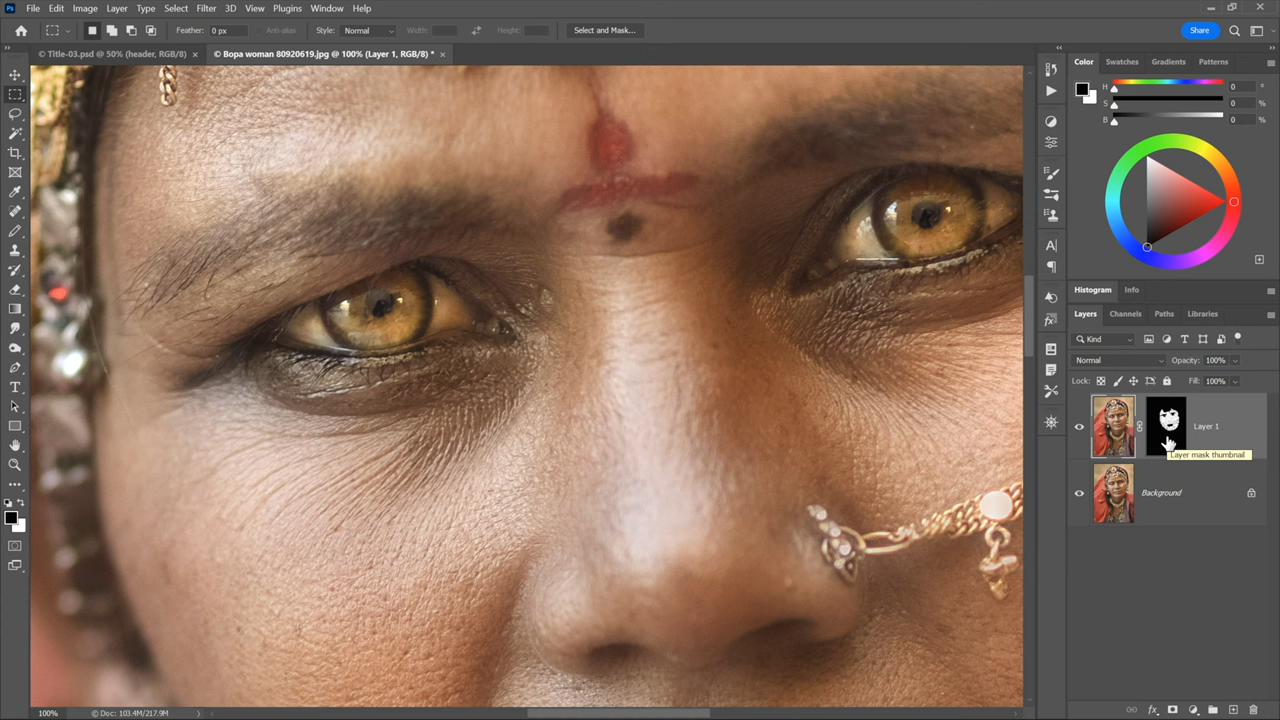 Ps File Edit Image Layer Type Select Filter 3D View Plugins Window Help
Feather: 0 px Anti-alias Style: Normal Width: Height: Select and Mask... Share
© Title-03.psd @ 50% (header, RGB/8) × © Bopa woman 80920619.jpg @ 100% (Layer 1, RGB/8) * ×
Color Swatches Gradients Patterns
H 0 °
S 0 %
B 0 %
Histogram Info
Layers Channels Paths Libraries
Kind
Normal Opacity: 100%
Lock: Fill: 100%
Layer 1
Layer mask thumbnail
Background
100% © Doc: 103.4M/217.9M